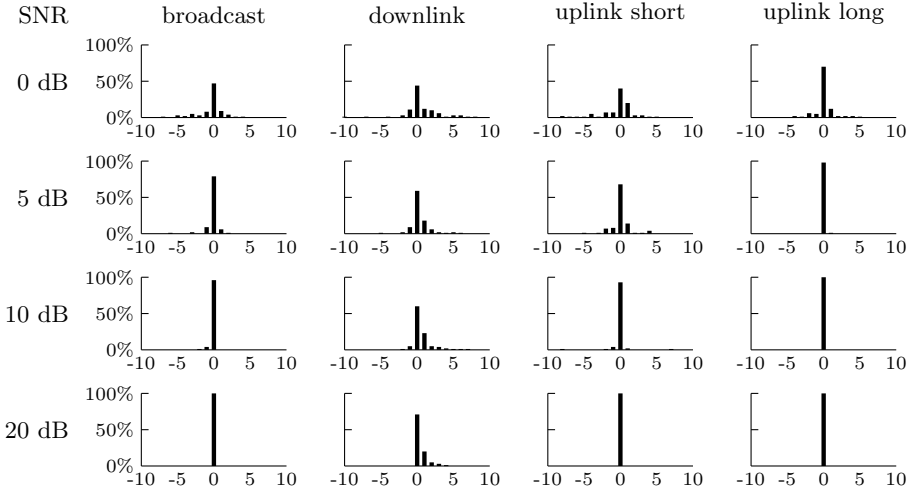 SNR broadcast downlink uplink short uplink long
100%
0 dB 50%
0%
-10 -5 0 5 10 -10 -5 0 5 10 -10 -5 0 5 10 -10 -5 0 5 10
100%
5 dB 50%
0%
-10 -5 0 5 10 -10 -5 0 5 10 -10 -5 0 5 10 -10 -5 0 5 10
100%
10 dB 50%
0%
-10 -5 0 5 10 -10 -5 0 5 10 -10 -5 0 5 10 -10 -5 0 5 10
100%
20 dB 50%
0%
-10 -5 0 5 10 -10 -5 0 5 10 -10 -5 0 5 10 -10 -5 0 5 10